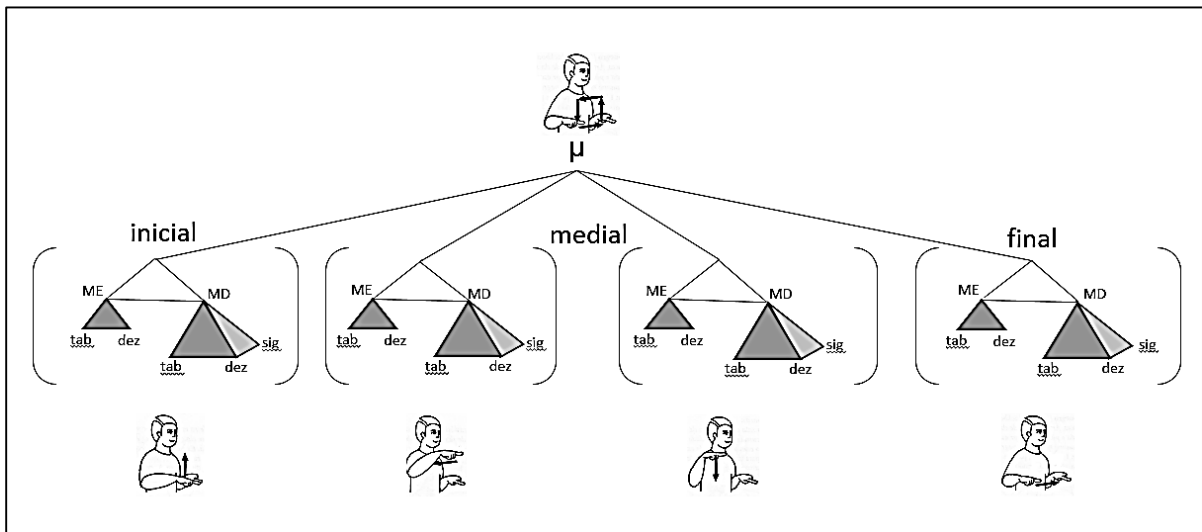 μ
inicial
medial
final
ME MD
tab dez sig
tab dez
ME MD
tab dez sig
tab dez
ME MD
tab dez sig
tab dez
ME MD
tab dez sig
tab dez